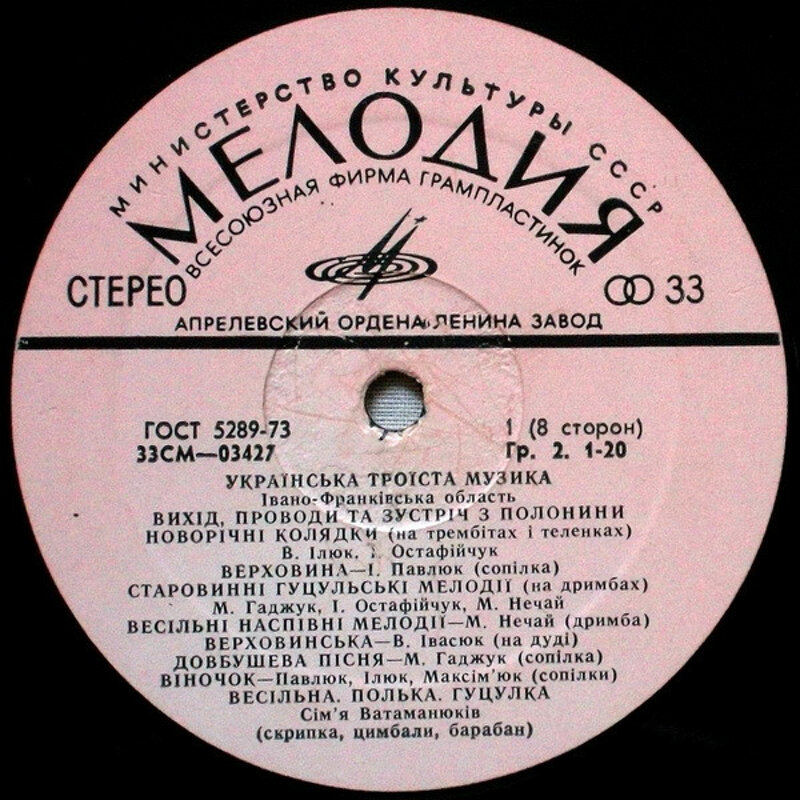 МИНИСТЕРСТВО КУЛЬТУРЫ СССР
МЕЛОДИЯ
ВСЕСОЮЗНАЯ ФИРМА ГРАМПЛАСТИНОК
СТЕРЕО
33
АПРЕЛЕВСКИЙ ОРДЕНА ЛЕНИНА ЗАВОД
ГОСТ 5289-73
1 (8 сторон)
33СМ—03427
Гр. 2. 1-20
УКРАЇНСЬКА ТРОЇСТА МУЗИКА
Івано-Франківська область
ВИХІД, ПРОВОДИ ТА ЗУСТРІЧ З ПОЛОНИНИ
НОВОРІЧНІ КОЛЯДКИ (на трембітах і теленках)
В. Ілюк, І. Остафійчук
ВЕРХОВИНА—І. Павлюк (сопілка)
СТАРОВИННІ ГУЦУЛЬСЬКІ МЕЛОДІЇ (на дримбах)
М. Гаджук, І. Остафійчук, М. Нечай
ВЕСІЛЬНІ НАСПІВНІ МЕЛОДІЇ—М. Нечай (дримба)
ВЕРХОВИНСЬКА—В. Івасюк (на дуді)
ДОВБУШЕВА ПІСНЯ—М. Гаджук (сопілка)
ВІНОЧОК—Павлюк, Ілюк, Максім'юк (сопілки)
ВЕСІЛЬНА. ПОЛЬКА. ГУЦУЛКА
Сім'я Ватаманюків
(скрипка, цимбали, барабан)